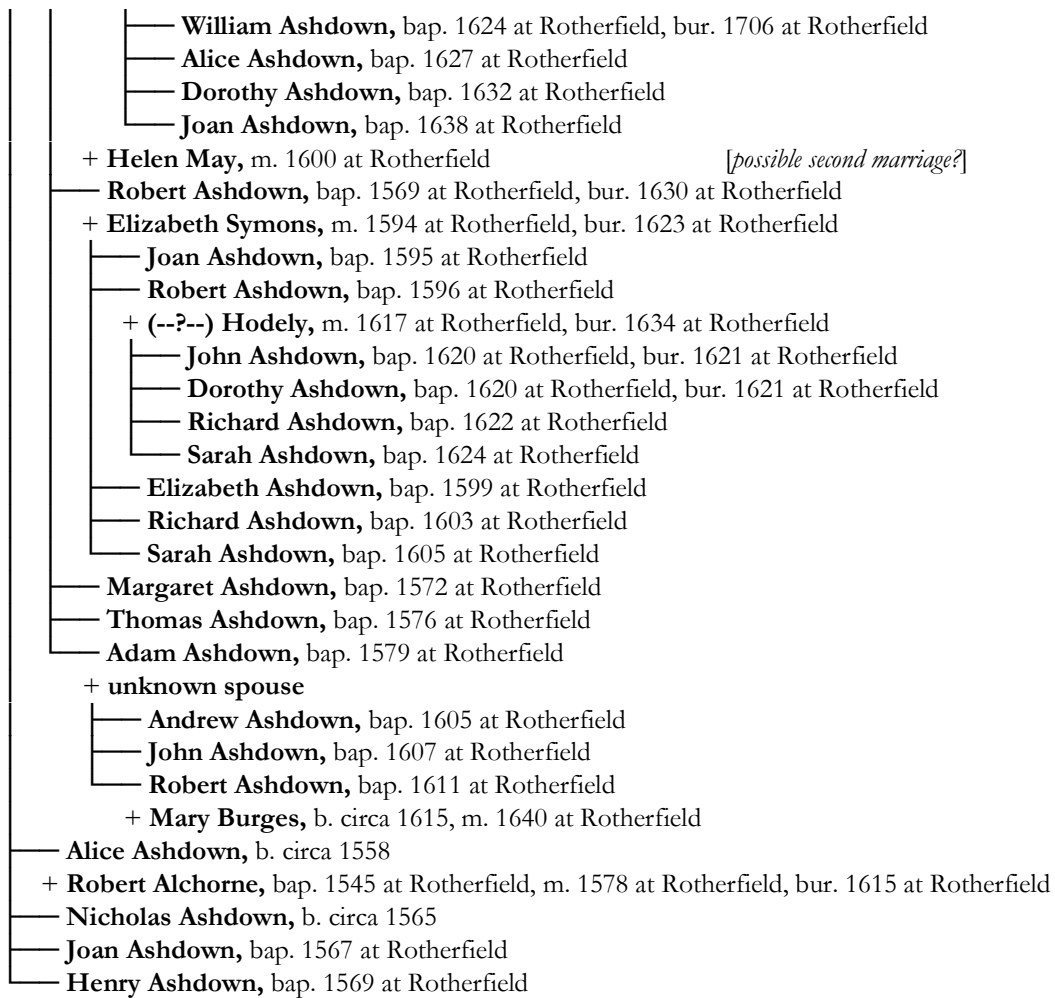 William Ashdown, bap. 1624 at Rotherfield, bur. 1706 at Rotherfield
Alice Ashdown, bap. 1627 at Rotherfield
Dorothy Ashdown, bap. 1632 at Rotherfield
Joan Ashdown, bap. 1638 at Rotherfield
+ Helen May, m. 1600 at Rotherfield [possible second marriage?]
Robert Ashdown, bap. 1569 at Rotherfield, bur. 1630 at Rotherfield
+ Elizabeth Symons, m. 1594 at Rotherfield, bur. 1623 at Rotherfield
Joan Ashdown, bap. 1595 at Rotherfield
Robert Ashdown, bap. 1596 at Rotherfield
+ (--?--) Hodely, m. 1617 at Rotherfield, bur. 1634 at Rotherfield
John Ashdown, bap. 1620 at Rotherfield, bur. 1621 at Rotherfield
Dorothy Ashdown, bap. 1620 at Rotherfield, bur. 1621 at Rotherfield
Richard Ashdown, bap. 1622 at Rotherfield
Sarah Ashdown, bap. 1624 at Rotherfield
Elizabeth Ashdown, bap. 1599 at Rotherfield
Richard Ashdown, bap. 1603 at Rotherfield
Sarah Ashdown, bap. 1605 at Rotherfield
Margaret Ashdown, bap. 1572 at Rotherfield
Thomas Ashdown, bap. 1576 at Rotherfield
Adam Ashdown, bap. 1579 at Rotherfield
+ unknown spouse
Andrew Ashdown, bap. 1605 at Rotherfield
John Ashdown, bap. 1607 at Rotherfield
Robert Ashdown, bap. 1611 at Rotherfield
+ Mary Burges, b. circa 1615, m. 1640 at Rotherfield
Alice Ashdown, b. circa 1558
+ Robert Alchorne, bap. 1545 at Rotherfield, m. 1578 at Rotherfield, bur. 1615 at Rotherfield
Nicholas Ashdown, b. circa 1565
Joan Ashdown, bap. 1567 at Rotherfield
Henry Ashdown, bap. 1569 at Rotherfield